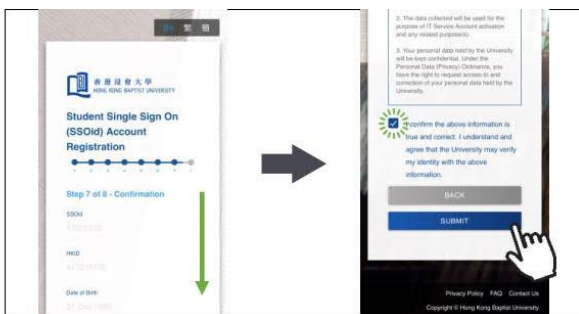 En 繁 簡
香港浸會大學
HONG KONG BAPTIST UNIVERSITY
Student Single Sign On
(SSOid) Account
Registration
Step 7 of 8 - Confirmation
SSOid
HKID
Date of Birth
2. The data collected will be used for the
purpose of IT Service Account activation
and any related purpose(s).
3. Your personal data held by the University
will be kept confidential. Under the
Personal Data (Privacy) Ordinance, you
have the right to request access to and
correction of your personal data held by the
University.
I confirm the above information is
true and correct. I understand and
agree that the University may verify
my identity with the above
information.
BACK
SUBMIT
Privacy Policy FAQ Contact Us
Copyright © Hong Kong Baptist University